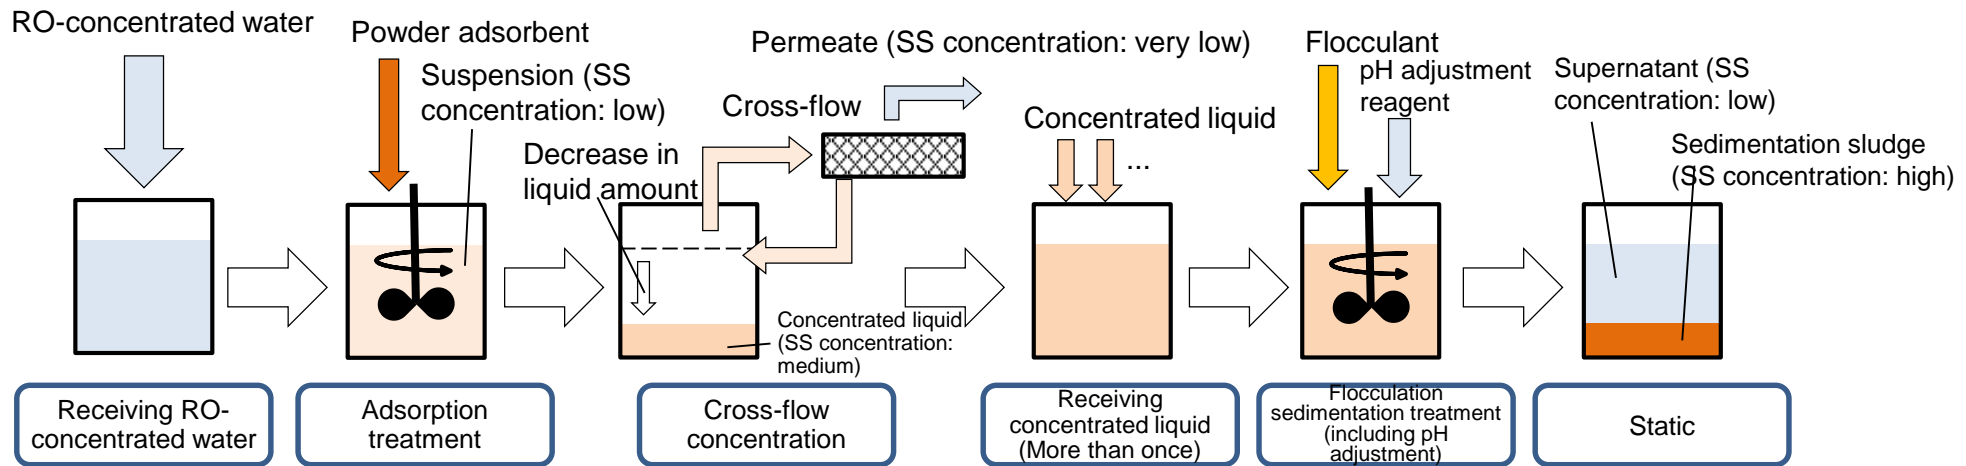 RO-concentrated water
Powder adsorbent
Suspension (SS
concentration: low)
Permeate (SS concentration: very low)
Cross-flow
Decrease in
liquid amount
Concentrated liquid
(SS concentration:
medium)
Concentrated liquid
...
Flocculant
pH adjustment
reagent
Supernatant (SS
concentration: low)
Sedimentation sludge
(SS concentration: high)
Receiving RO-
concentrated water
Adsorption
treatment
Cross-flow
concentration
Receiving
concentrated liquid
(More than once)
Flocculation
sedimentation treatment
(including pH
adjustment)
Static